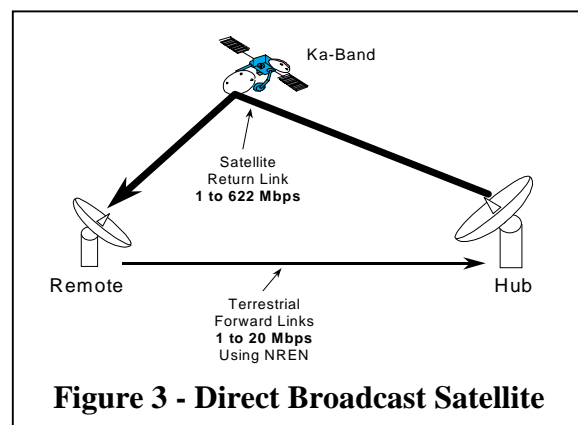 Ka-Band
Satellite
Return Link
1 to 622 Mbps
Remote
Hub
Terrestrial
Forward Links
1 to 20 Mbps
Using NREN
Figure 3 - Direct Broadcast Satellite